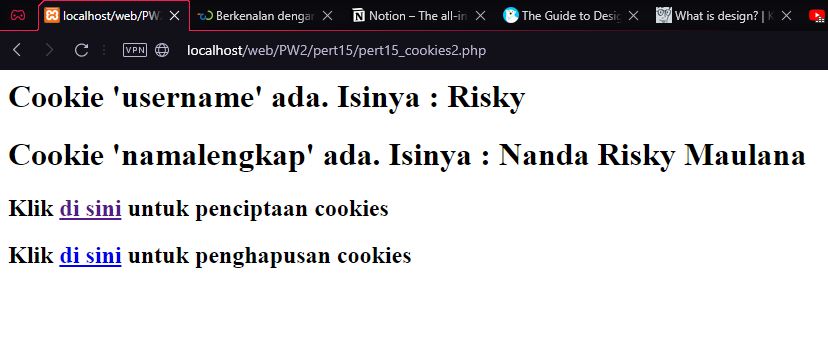 localhost/web/PW
Berkenalan dengar
Notion – The all-in
The Guide to Desig
What is design? |
VPN
localhost/web/PW2/pert15/pert15_cookies2.php
Cookie 'username' ada. Isinya : Risky
Cookie 'namalengkap' ada. Isinya : Nanda Risky Maulana
Klik di sini untuk penciptaan cookies
Klik di sini untuk penghapusan cookies